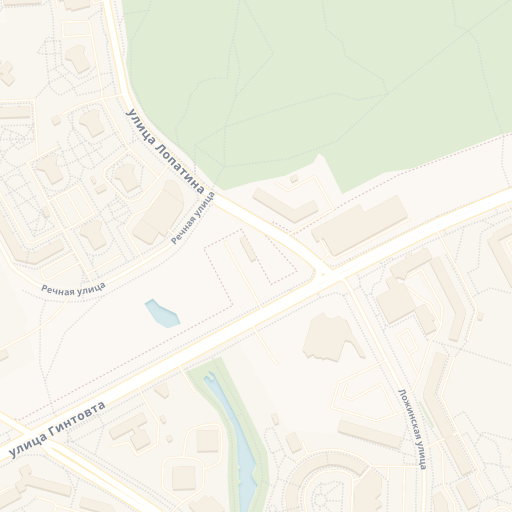 улица Лопатина
Речная улица
Речная улица
улица Гинтовта
Ложинская улица